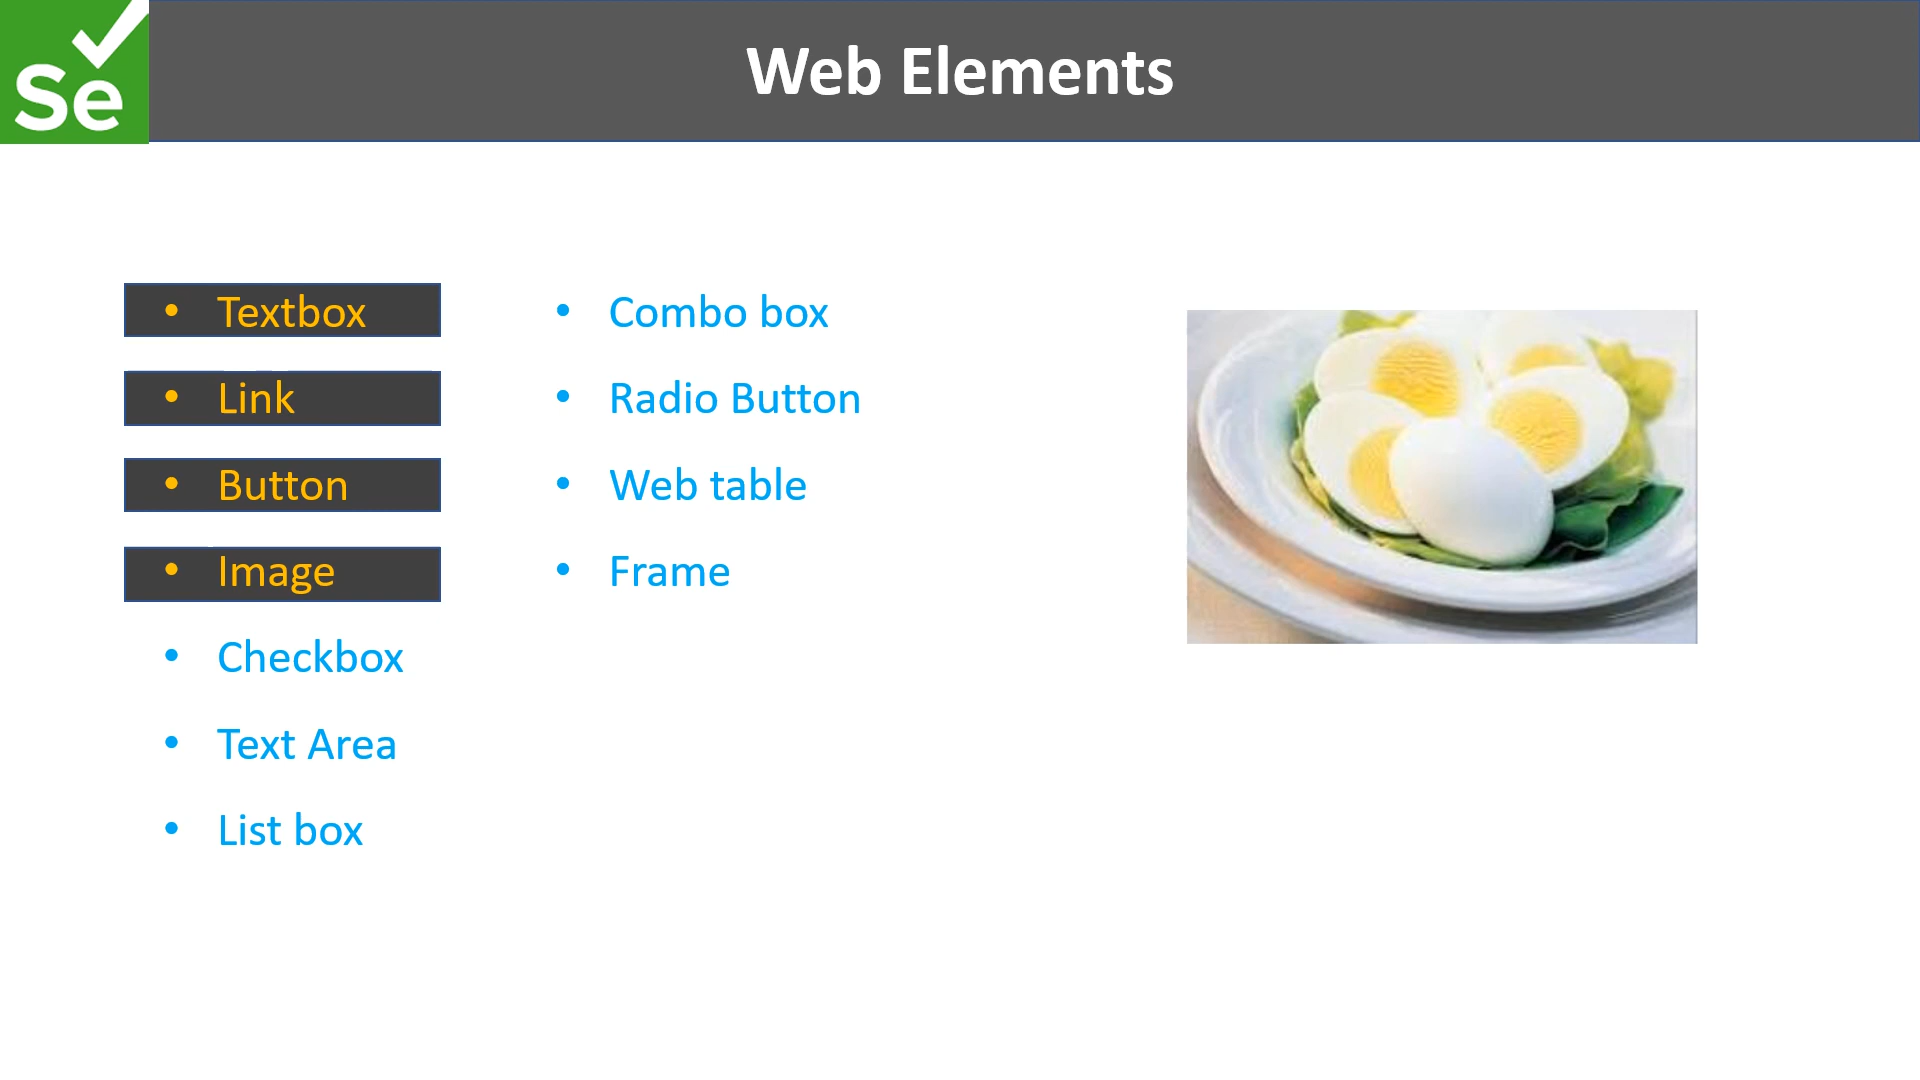 Se
Web Elements
• Textbox
• Link
• Button
• Image
• Checkbox
• Text Area
• List box
• Combo box
• Radio Button
• Web table
• Frame